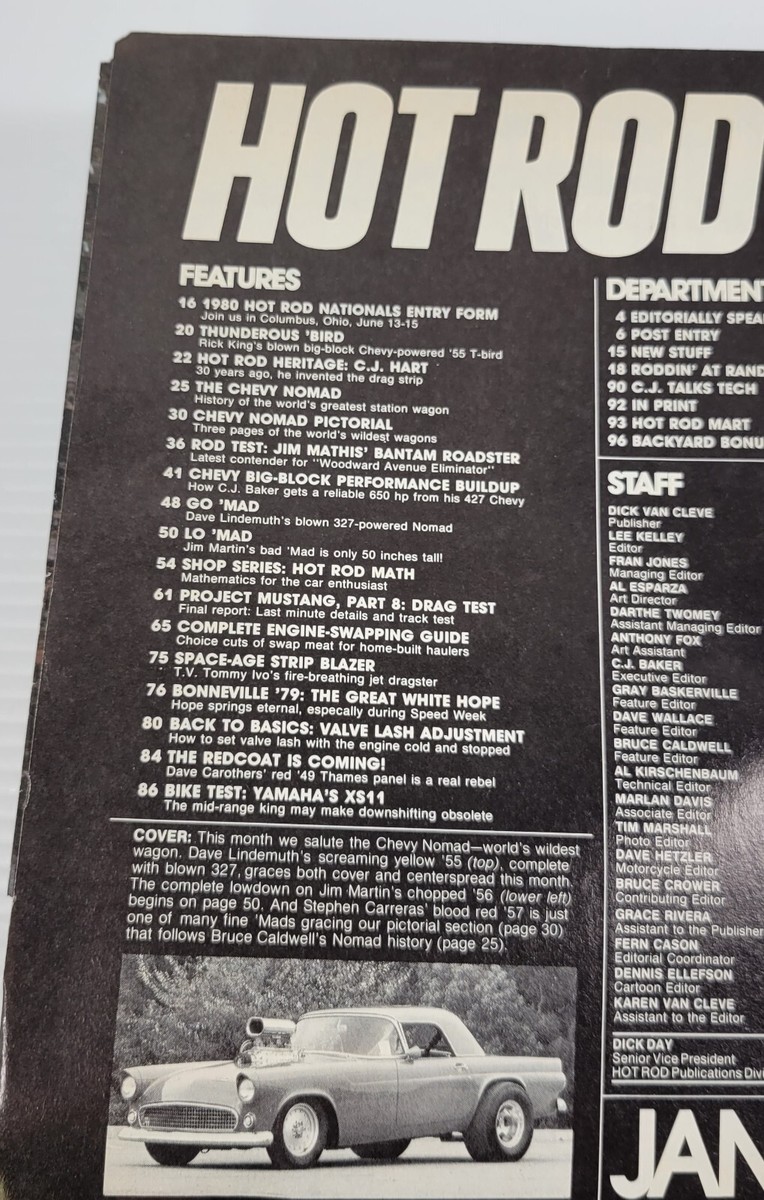 HOT ROD
FEATURES
16 1980 HOT ROD NATIONALS ENTRY FORM
Join us in Columbus, Ohio, June 13-15
20 THUNDEROUS 'BIRD
Rick King's blown big-block Chevy-powered '55 T-bird
22 HOT ROD HERITAGE: C.J. HART
30 years ago, he invented the drag strip
25 THE CHEVY NOMAD
History of the world's greatest station wagon
30 CHEVY NOMAD PICTORIAL
Three pages of the world's wildest wagons
36 ROD TEST: JIM MATHIS' BANTAM ROADSTER
Latest contender for "Woodward Avenue Eliminator"
41 CHEVY BIG-BLOCK PERFORMANCE BUILDUP
How C.J. Baker gets a reliable 650 hp from his 427 Chevy
48 GO 'MAD
Dave Lindemuth's blown 327-powered Nomad
50 LO 'MAD
Jim Martin's bad 'Mad is only 50 inches tall!
54 SHOP SERIES: HOT ROD MATH
Mathematics for the car enthusiast
61 PROJECT MUSTANG, PART 8: DRAG TEST
Final report: Last minute details and track test
65 COMPLETE ENGINE-SWAPPING GUIDE
Choice cuts of swap meat for home-built haulers
75 SPACE-AGE STRIP BLAZER
T.V. Tommy Ivo's fire-breathing jet dragster
76 BONNEVILLE '79: THE GREAT WHITE HOPE
Hope springs eternal, especally during Speed Week
80 BACK TO BASICS: VALVE LASH ADJUSTMENT
How to set valve lash with the engine cold and stopped
84 THE REDCOAT IS COMING!
Dave Carothers' red '49 Thames panel is a real rebel
86 BIKE TEST: YAMAHA'S XS11
The mid-range king may make downshifting obsolete
COVER: This month we salute the Chevy Nomad—world's wildest
wagon. Dave Lindemuth's screaming yellow '55 (top), complete
with blown 327, graces both cover and centerspread this month.
The complete lowdown on Jim Martin's chopped '56 (lower left)
begins on page 50. And Stephen Carreras' blood red '57 is just
one of many fine 'Mads gracing our pictorial section (page 30)
that follows Bruce Caldwell's Nomad history (page 25).
DEPARTMENT
4 EDITORIALLY SPEA
6 POST ENTRY
15 NEW STUFF
18 RODDIN' AT RAND
90 C.J. TALKS TECH
92 IN PRINT
93 HOT ROD MART
96 BACKYARD BONU
STAFF
DICK VAN CLEVE
Publisher
LEE KELLEY
Editor
FRAN JONES
Managing Editor
AL ESPARZA
Art Director
DARTHE TWOMEY
Assistant Managing Editor
ANTHONY FOX
Art Assistant
C.J. BAKER
Executive Editor
GRAY BASKERVILLE
Feature Editor
DAVE WALLACE
Feature Editor
BRUCE CALDWELL
Feature Editor
AL KIRSCHENBAUM
Technical Editor
MARLAN DAVIS
Associate Editor
TIM MARSHALL
Photo Editor
DAVE HETZLER
Motorcycle Editor
BRUCE CROWER
Contributing Editor
GRACE RIVERA
Assistant to the Publisher
FERN CASON
Editorial Coordinator
DENNIS ELLEFSON
Cartoon Editor
KAREN VAN CLEVE
Assistant to the Editor
DICK DAY
Senior Vice President
HOT ROD Publications Divi
JAN